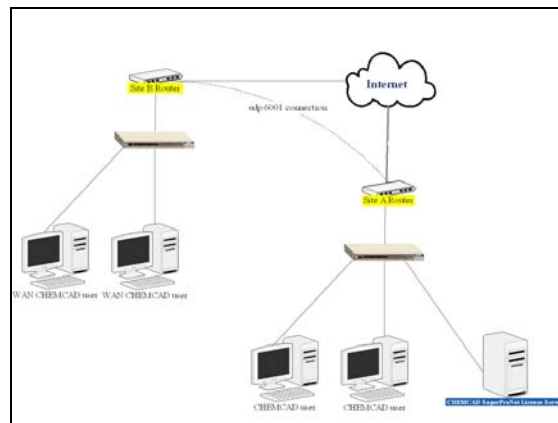 Internet
Site B Router
udp:6001 connection
Site A Router
WAN CHEMCAD user
WAN CHEMCAD user
CHEMCAD user
CHEMCAD user
CHEMCAD SuperProNet License Serv